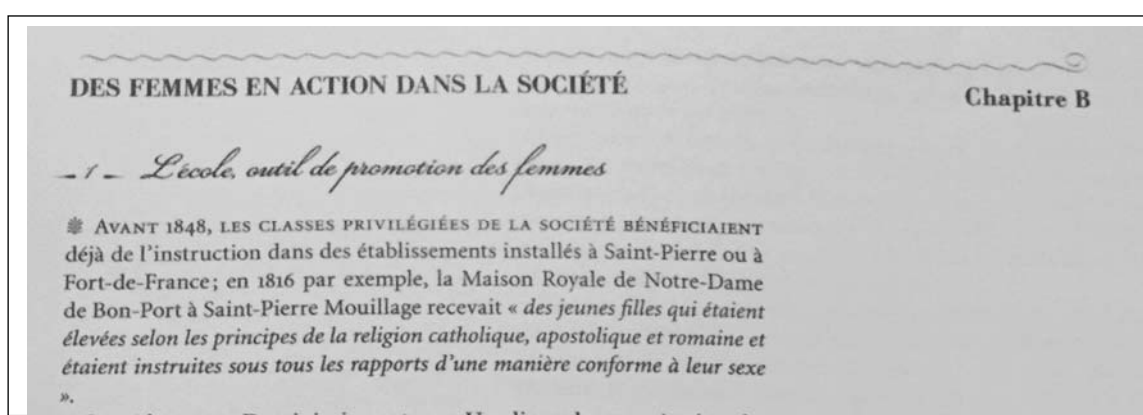 DES FEMMES EN ACTION DANS LA SOCIÉTÉ
Chapitre B
– 1 – L'école, outil de promotion des femmes
❋ AVANT 1848, LES CLASSES PRIVILÉGIÉES DE LA SOCIÉTÉ BÉNÉFICIAIENT
déjà de l'instruction dans des établissements installés à Saint-Pierre ou à
Fort-de-France; en 1816 par exemple, la Maison Royale de Notre-Dame
de Bon-Port à Saint-Pierre Mouillage recevait « des jeunes filles qui étaient
élevées selon les principes de la religion catholique, apostolique et romaine et
étaient instruites sous tous les rapports d'une manière conforme à leur sexe
».